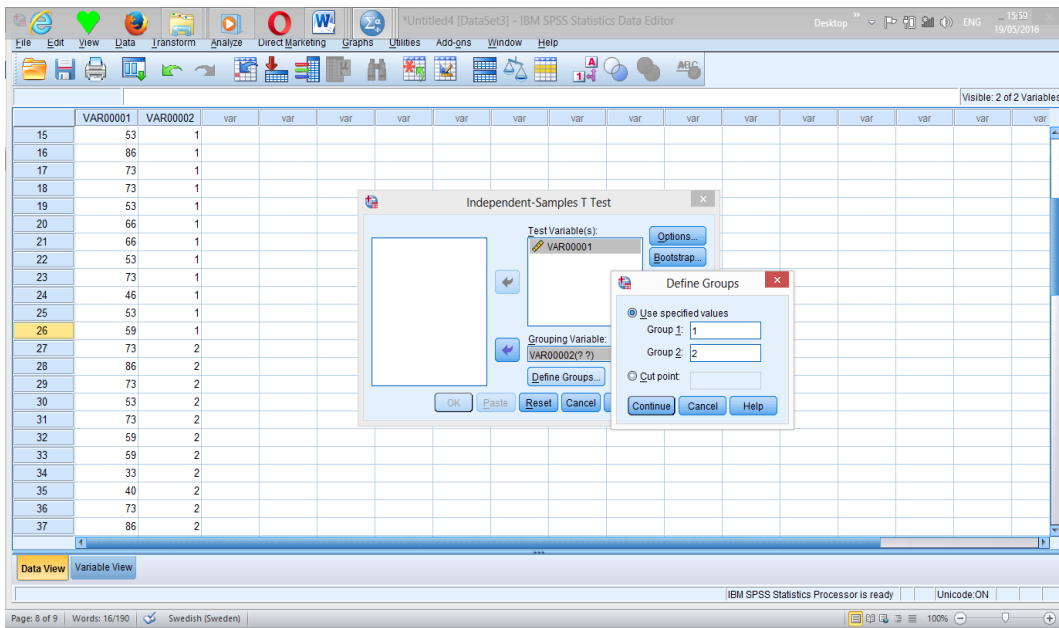 *Untitled4 [DataSet3] - IBM SPSS Statistics Data Editor
Desktop » ENG 15:59
19/05/2016
File Edit View Data Transform Analyze Direct Marketing Graphs Utilities Add-ons Window Help
Visible: 2 of 2 Variables
VAR00001 VAR00002 var var var var var var var var var var var var var var
15 53 1
16 86 1
17 73 1
18 73 1
19 53 1
20 66 1
21 66 1
22 53 1
23 73 1
24 46 1
25 53 1
26 59 1
27 73 2
28 86 2
29 73 2
30 53 2
31 73 2
32 59 2
33 59 2
34 33 2
35 40 2
36 73 2
37 86 2
Independent-Samples T Test
Test Variable(s):
VAR00001
Options...
Bootstrap...
Grouping Variable:
VAR00002(? ?)
Define Groups...
OK Paste Reset Cancel
Define Groups
Use specified values
Group 1: 1
Group 2: 2
Cut point:
Continue Cancel Help
Data View Variable View
IBM SPSS Statistics Processor is ready Unicode:ON
Page: 8 of 9 Words: 16/190 Swedish (Sweden) 100%